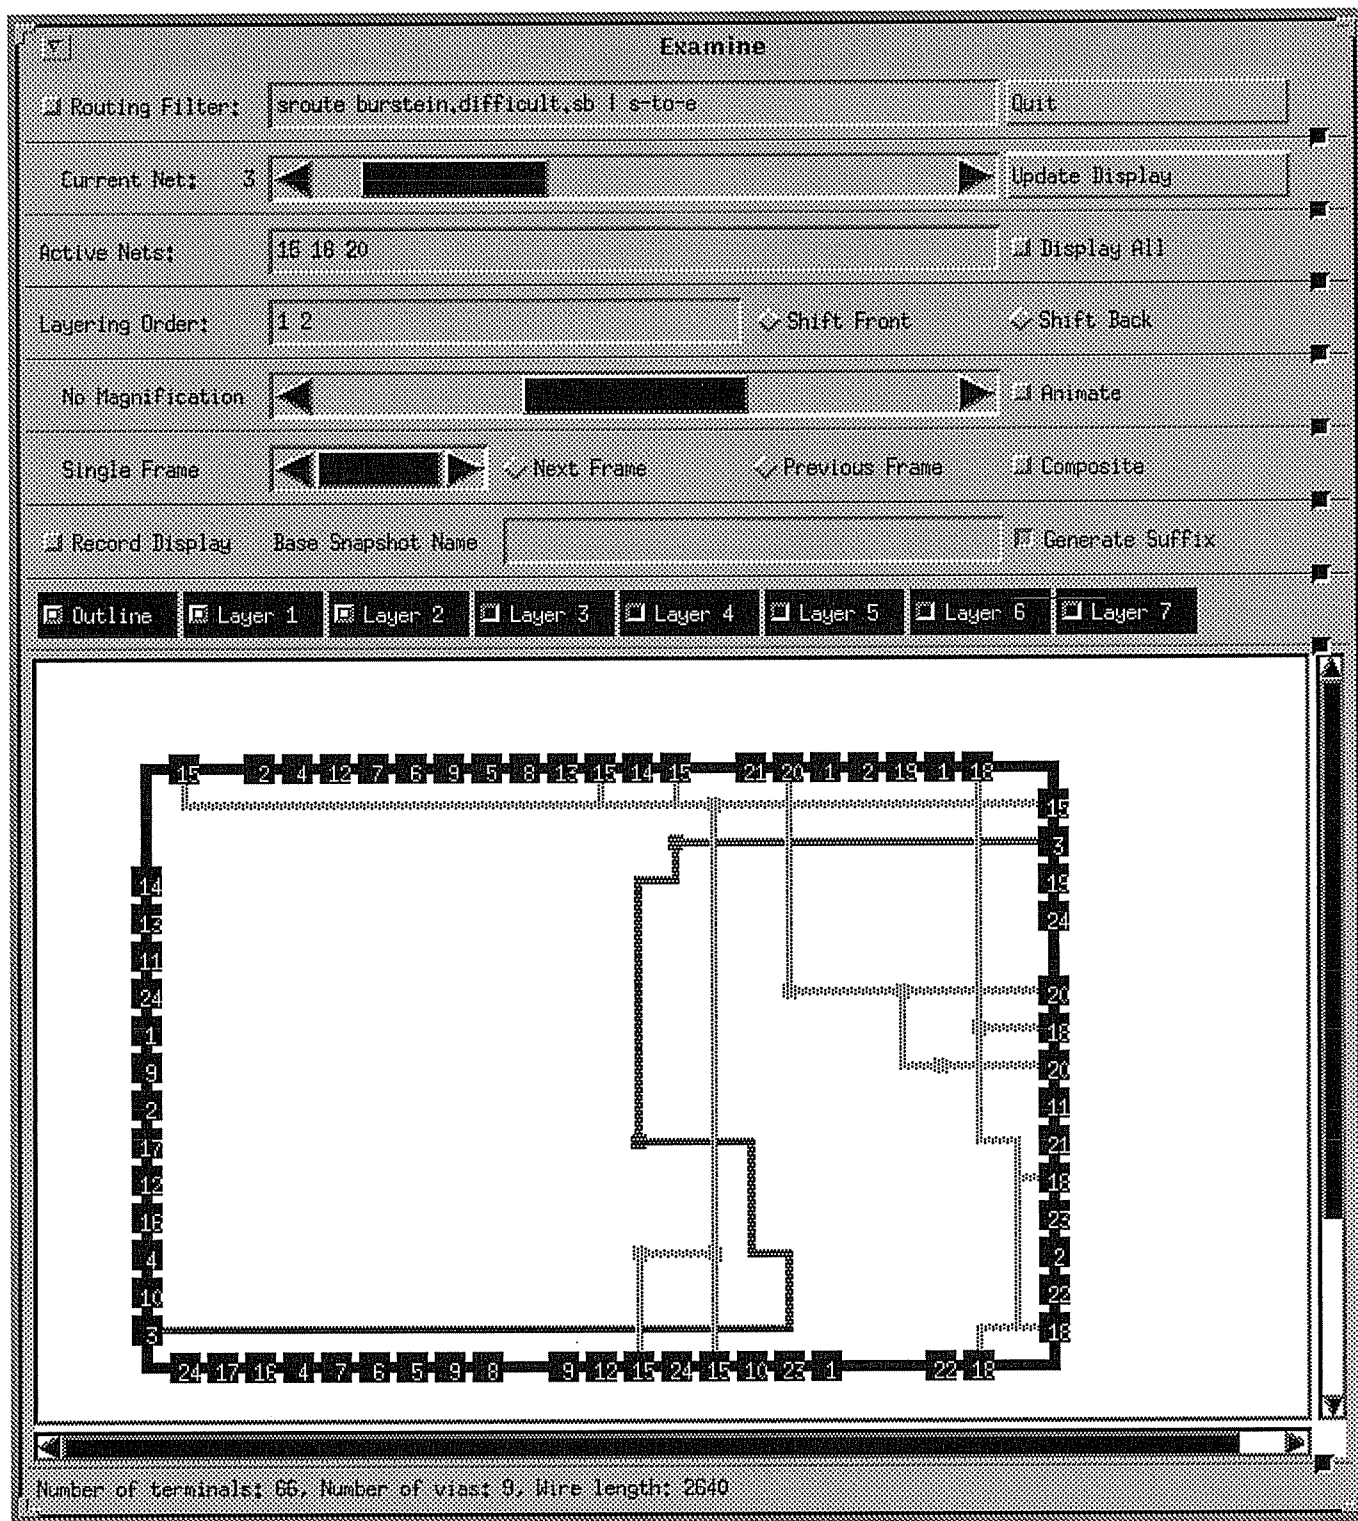 Examine
Routing Filter: sroute burstein.difficult.sb | s-to-e Quit
Current Net: 3 Update Display
Active Nets: 15 18 20 Display All
Layering Order: 1 2 Shift Front Shift Back
No Magnification Animate
Single Frame Next Frame Previous Frame Composite
Record Display Base Snapshot Name Generate Suffix
Outline Layer 1 Layer 2 Layer 3 Layer 4 Layer 5 Layer 6 Layer 7
15 2 4 12 7 6 9 5 8 13 15 14 15 21 20 1 2 19 1 18
15
3
14 19
13 24
11
24 20
1 18
9 20
2 11
17 21
12 18
16 23
4 2
10 22
3 18
24 17 16 4 7 6 5 9 8 9 12 15 24 15 10 23 1 22 18
Number of terminals: 66, Number of vias: 9, Wire length: 2640